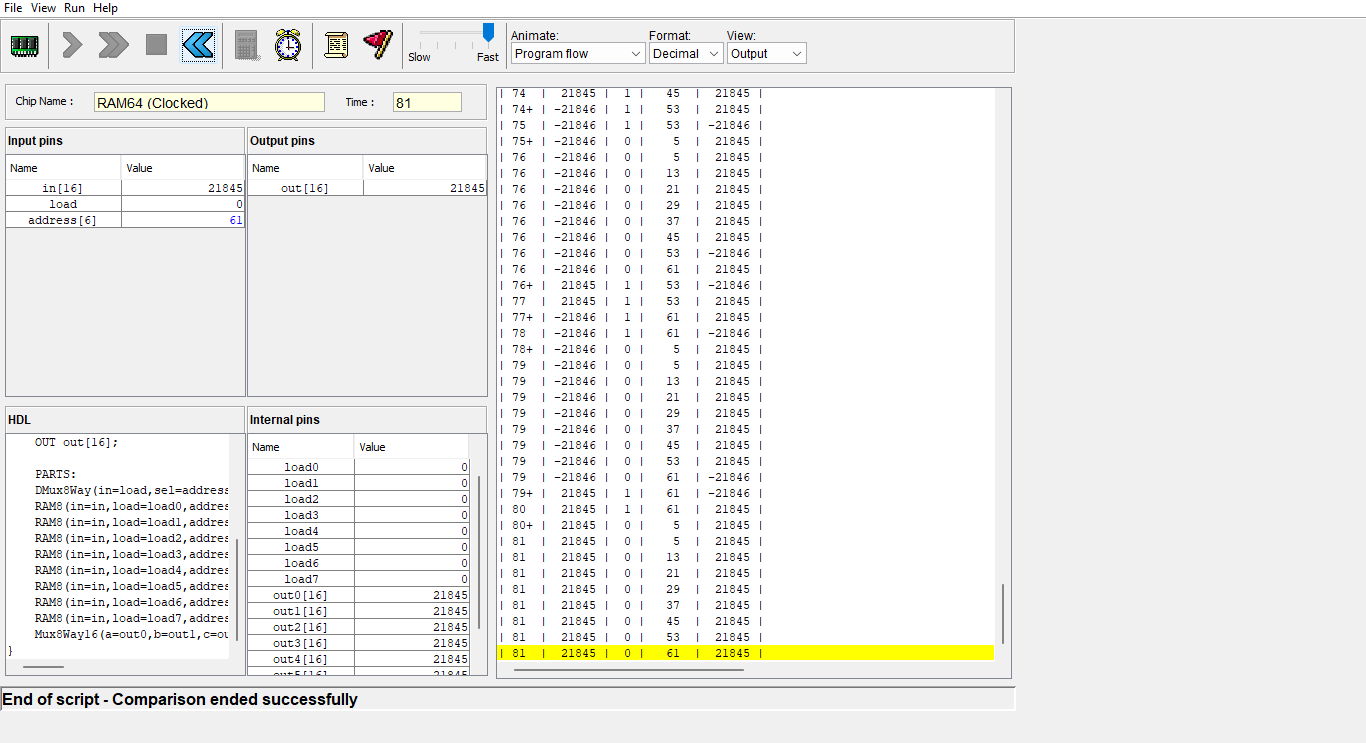 File View Run Help
Animate: Format: View:
Slow Fast Program flow Decimal Output
Chip Name : RAM64 (Clocked) Time : 81
Input pins
Name Value
in[16] 21845
load 0
address[6] 61
Output pins
Name Value
out[16] 21845
HDL
OUT out[16];
PARTS:
DMux8Way(in=load,sel=address
RAM8(in=in,load=load0,addres
RAM8(in=in,load=load1,addres
RAM8(in=in,load=load2,addres
RAM8(in=in,load=load3,addres
RAM8(in=in,load=load4,addres
RAM8(in=in,load=load5,addres
RAM8(in=in,load=load6,addres
RAM8(in=in,load=load7,addres
Mux8Way16(a=out0,b=out1,c=ou
}
Internal pins
Name Value
load0 0
load1 0
load2 0
load3 0
load4 0
load5 0
load6 0
load7 0
out0[16] 21845
out1[16] 21845
out2[16] 21845
out3[16] 21845
out4[16] 21845
out5[16] 21845
| 74 | 21845 | 1 | 45 | 21845 |
| 74+ | -21846 | 1 | 53 | 21845 |
| 75 | -21846 | 1 | 53 | -21846 |
| 75+ | -21846 | 0 | 5 | 21845 |
| 76 | -21846 | 0 | 5 | 21845 |
| 76 | -21846 | 0 | 13 | 21845 |
| 76 | -21846 | 0 | 21 | 21845 |
| 76 | -21846 | 0 | 29 | 21845 |
| 76 | -21846 | 0 | 37 | 21845 |
| 76 | -21846 | 0 | 45 | 21845 |
| 76 | -21846 | 0 | 53 | -21846 |
| 76 | -21846 | 0 | 61 | 21845 |
| 76+ | 21845 | 1 | 53 | -21846 |
| 77 | 21845 | 1 | 53 | 21845 |
| 77+ | -21846 | 1 | 61 | 21845 |
| 78 | -21846 | 1 | 61 | -21846 |
| 78+ | -21846 | 0 | 5 | 21845 |
| 79 | -21846 | 0 | 5 | 21845 |
| 79 | -21846 | 0 | 13 | 21845 |
| 79 | -21846 | 0 | 21 | 21845 |
| 79 | -21846 | 0 | 29 | 21845 |
| 79 | -21846 | 0 | 37 | 21845 |
| 79 | -21846 | 0 | 45 | 21845 |
| 79 | -21846 | 0 | 53 | 21845 |
| 79 | -21846 | 0 | 61 | -21846 |
| 79+ | 21845 | 1 | 61 | -21846 |
| 80 | 21845 | 1 | 61 | 21845 |
| 80+ | 21845 | 0 | 5 | 21845 |
| 81 | 21845 | 0 | 5 | 21845 |
| 81 | 21845 | 0 | 13 | 21845 |
| 81 | 21845 | 0 | 21 | 21845 |
| 81 | 21845 | 0 | 29 | 21845 |
| 81 | 21845 | 0 | 37 | 21845 |
| 81 | 21845 | 0 | 45 | 21845 |
| 81 | 21845 | 0 | 53 | 21845 |
| 81 | 21845 | 0 | 61 | 21845 |
End of script - Comparison ended successfully